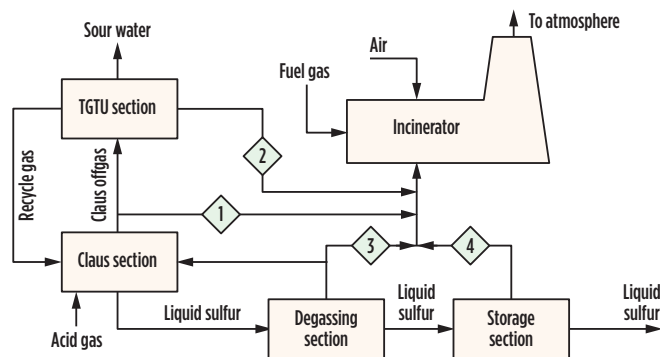 To atmosphere
Sour water
Air
Fuel gas
TGTU section
Incinerator
2
Recycle gas
Claus offgas
1
Claus section
3
4
Liquid sulfur
Liquid
sulfur
Liquid
sulfur
Acid gas
Degassing
section
Storage
section